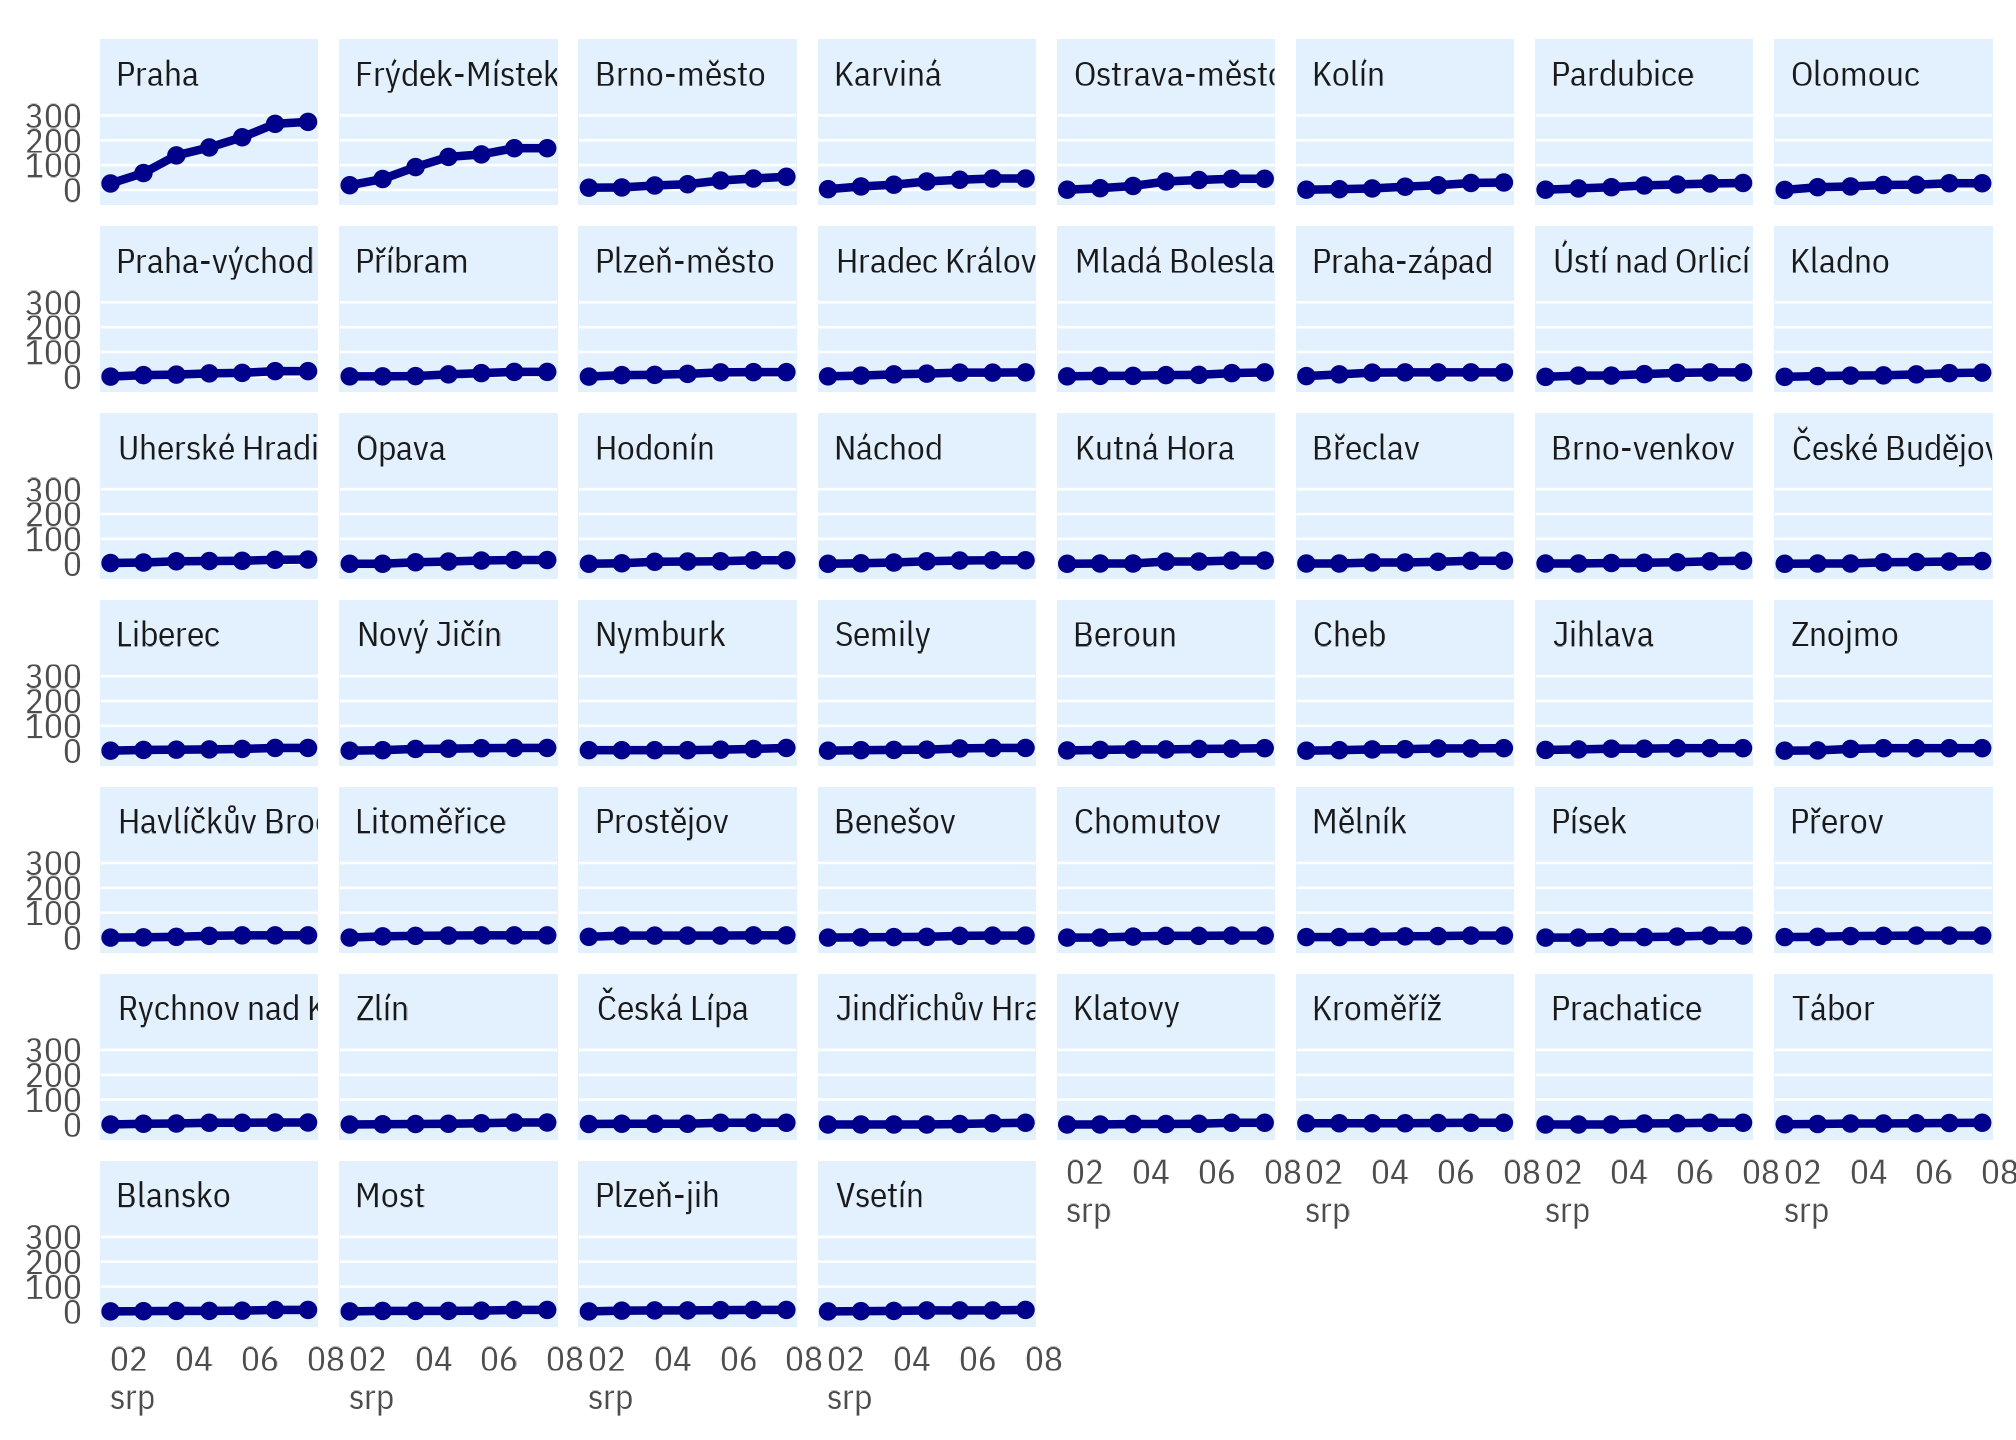 Praha Frýdek-Místek Brno-město Karviná Ostrava-město Kolín Pardubice Olomouc
300
200
100
0
Praha-východ Příbram Plzeň-město Hradec Králov Mladá Bolesla Praha-západ Ústí nad Orlicí Kladno
300
200
100
0
Uherské Hradi Opava Hodonín Náchod Kutná Hora Břeclav Brno-venkov České Budějov
300
200
100
0
Liberec Nový Jičín Nymburk Semily Beroun Cheb Jihlava Znojmo
300
200
100
0
Havlíčkův Brod Litoměřice Prostějov Benešov Chomutov Mělník Písek Přerov
300
200
100
0
Rychnov nad K Zlín Česká Lípa Jindřichův Hra Klatovy Kroměříž Prachatice Tábor
300
200
100
0
02 04 06 08 02 04 06 08 02 04 06 08 02 04 06 08
srp srp srp srp
Blansko Most Plzeň-jih Vsetín
300
200
100
0
02 04 06 08 02 04 06 08 02 04 06 08 02 04 06 08
srp srp srp srp